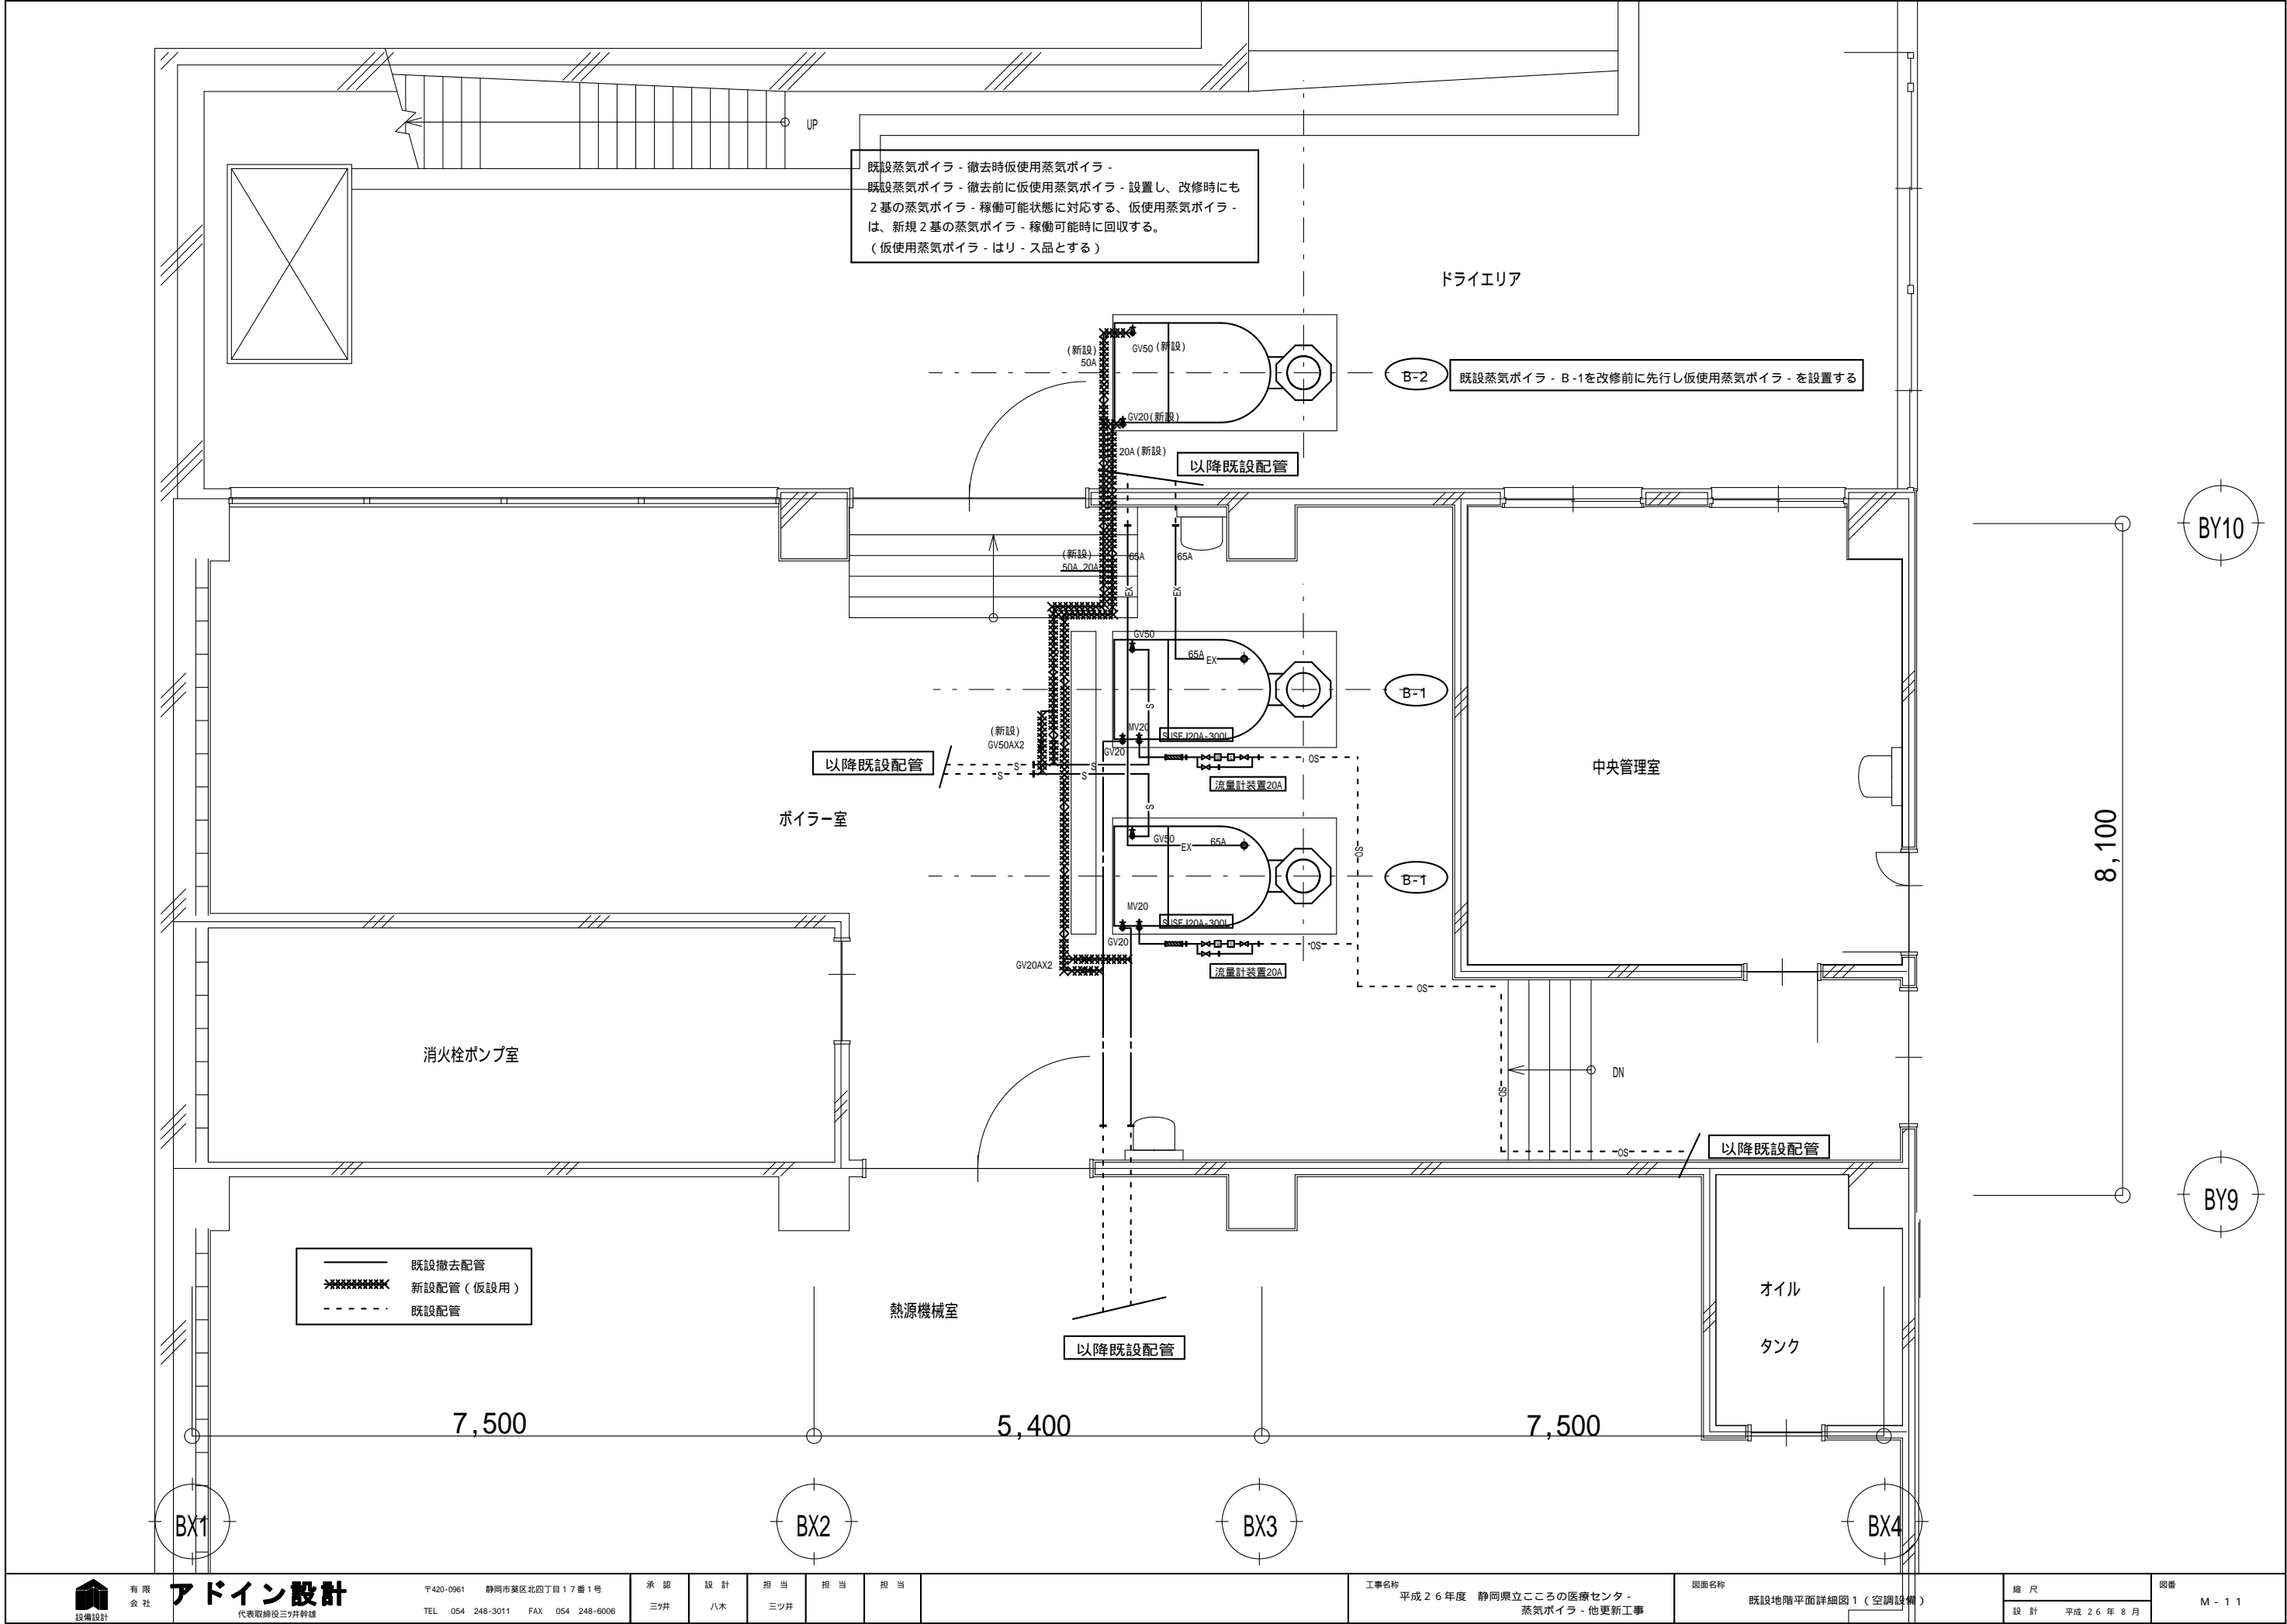 UP
既設蒸気ボイラ - 徹去時仮使用蒸気ボイラ -
既設蒸気ボイラ - 徹去前に仮使用蒸気ボイラ - 設置し、改修時にも
２基の蒸気ボイラ - 稼働可能状態に対応する、仮使用蒸気ボイラ -
は、新規２基の蒸気ボイラ - 稼働可能時に回収する。
（仮使用蒸気ボイラ - はリ - ス品とする）
ドライエリア
(新設)
50A
GV50 (新設)
B-2
既設蒸気ボイラ - B -1を改修前に先行し仮使用蒸気ボイラ - を設置する
GV20(新設)
20A(新設)
以降既設配管
BY10
(新設)
50A,20A
65A
65A
EX
EX
GV50
65A
EX
B-1
S
(新設)
GV50AX2
MV20
SUSFJ20A-300L
GV20
以降既設配管
S
S
S
S
OS
流量計装置20A
中央管理室
ボイラー室
S
GV50
EX
65A
OS
B-1
8,100
MV20
SUSFJ20A-300L
GV20
OS
GV20AX2
流量計装置20A
OS
消火栓ポンプ室
DN
OS
OS
以降既設配管
BY9
既設撤去配管
新設配管（仮設用）
既設配管
熱源機械室
オイル
タンク
以降既設配管
7,500
5,400
7,500
BX1
BX2
BX3
BX4
設備設計
有 限
会 社
アドイン設計
代表取締役三ﾂ井幹雄
〒420-0961 静岡市葵区北四丁目１７番１号
TEL 054 248-3011 FAX 054 248-6006
承 認
三ﾂ井
設 計
八木
担 当
三ツ井
担 当
担 当
工事名称
平成２６年度 静岡県立こころの医療センタ -
蒸気ボイラ - 他更新工事
図面名称
既設地階平面詳細図１（空調設備）
縮 尺
設 計
平成 ２６ 年 ８ 月
図番
M - １１